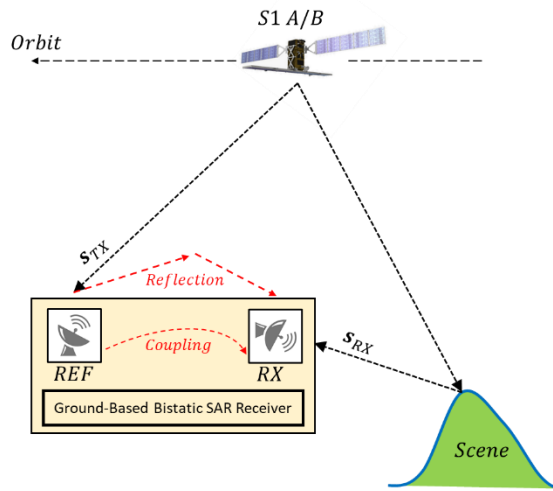 S1 A/B
Orbit
s_TX
Reflection
s_RX
Coupling
REF
RX
Ground-Based Bistatic SAR Receiver
Scene